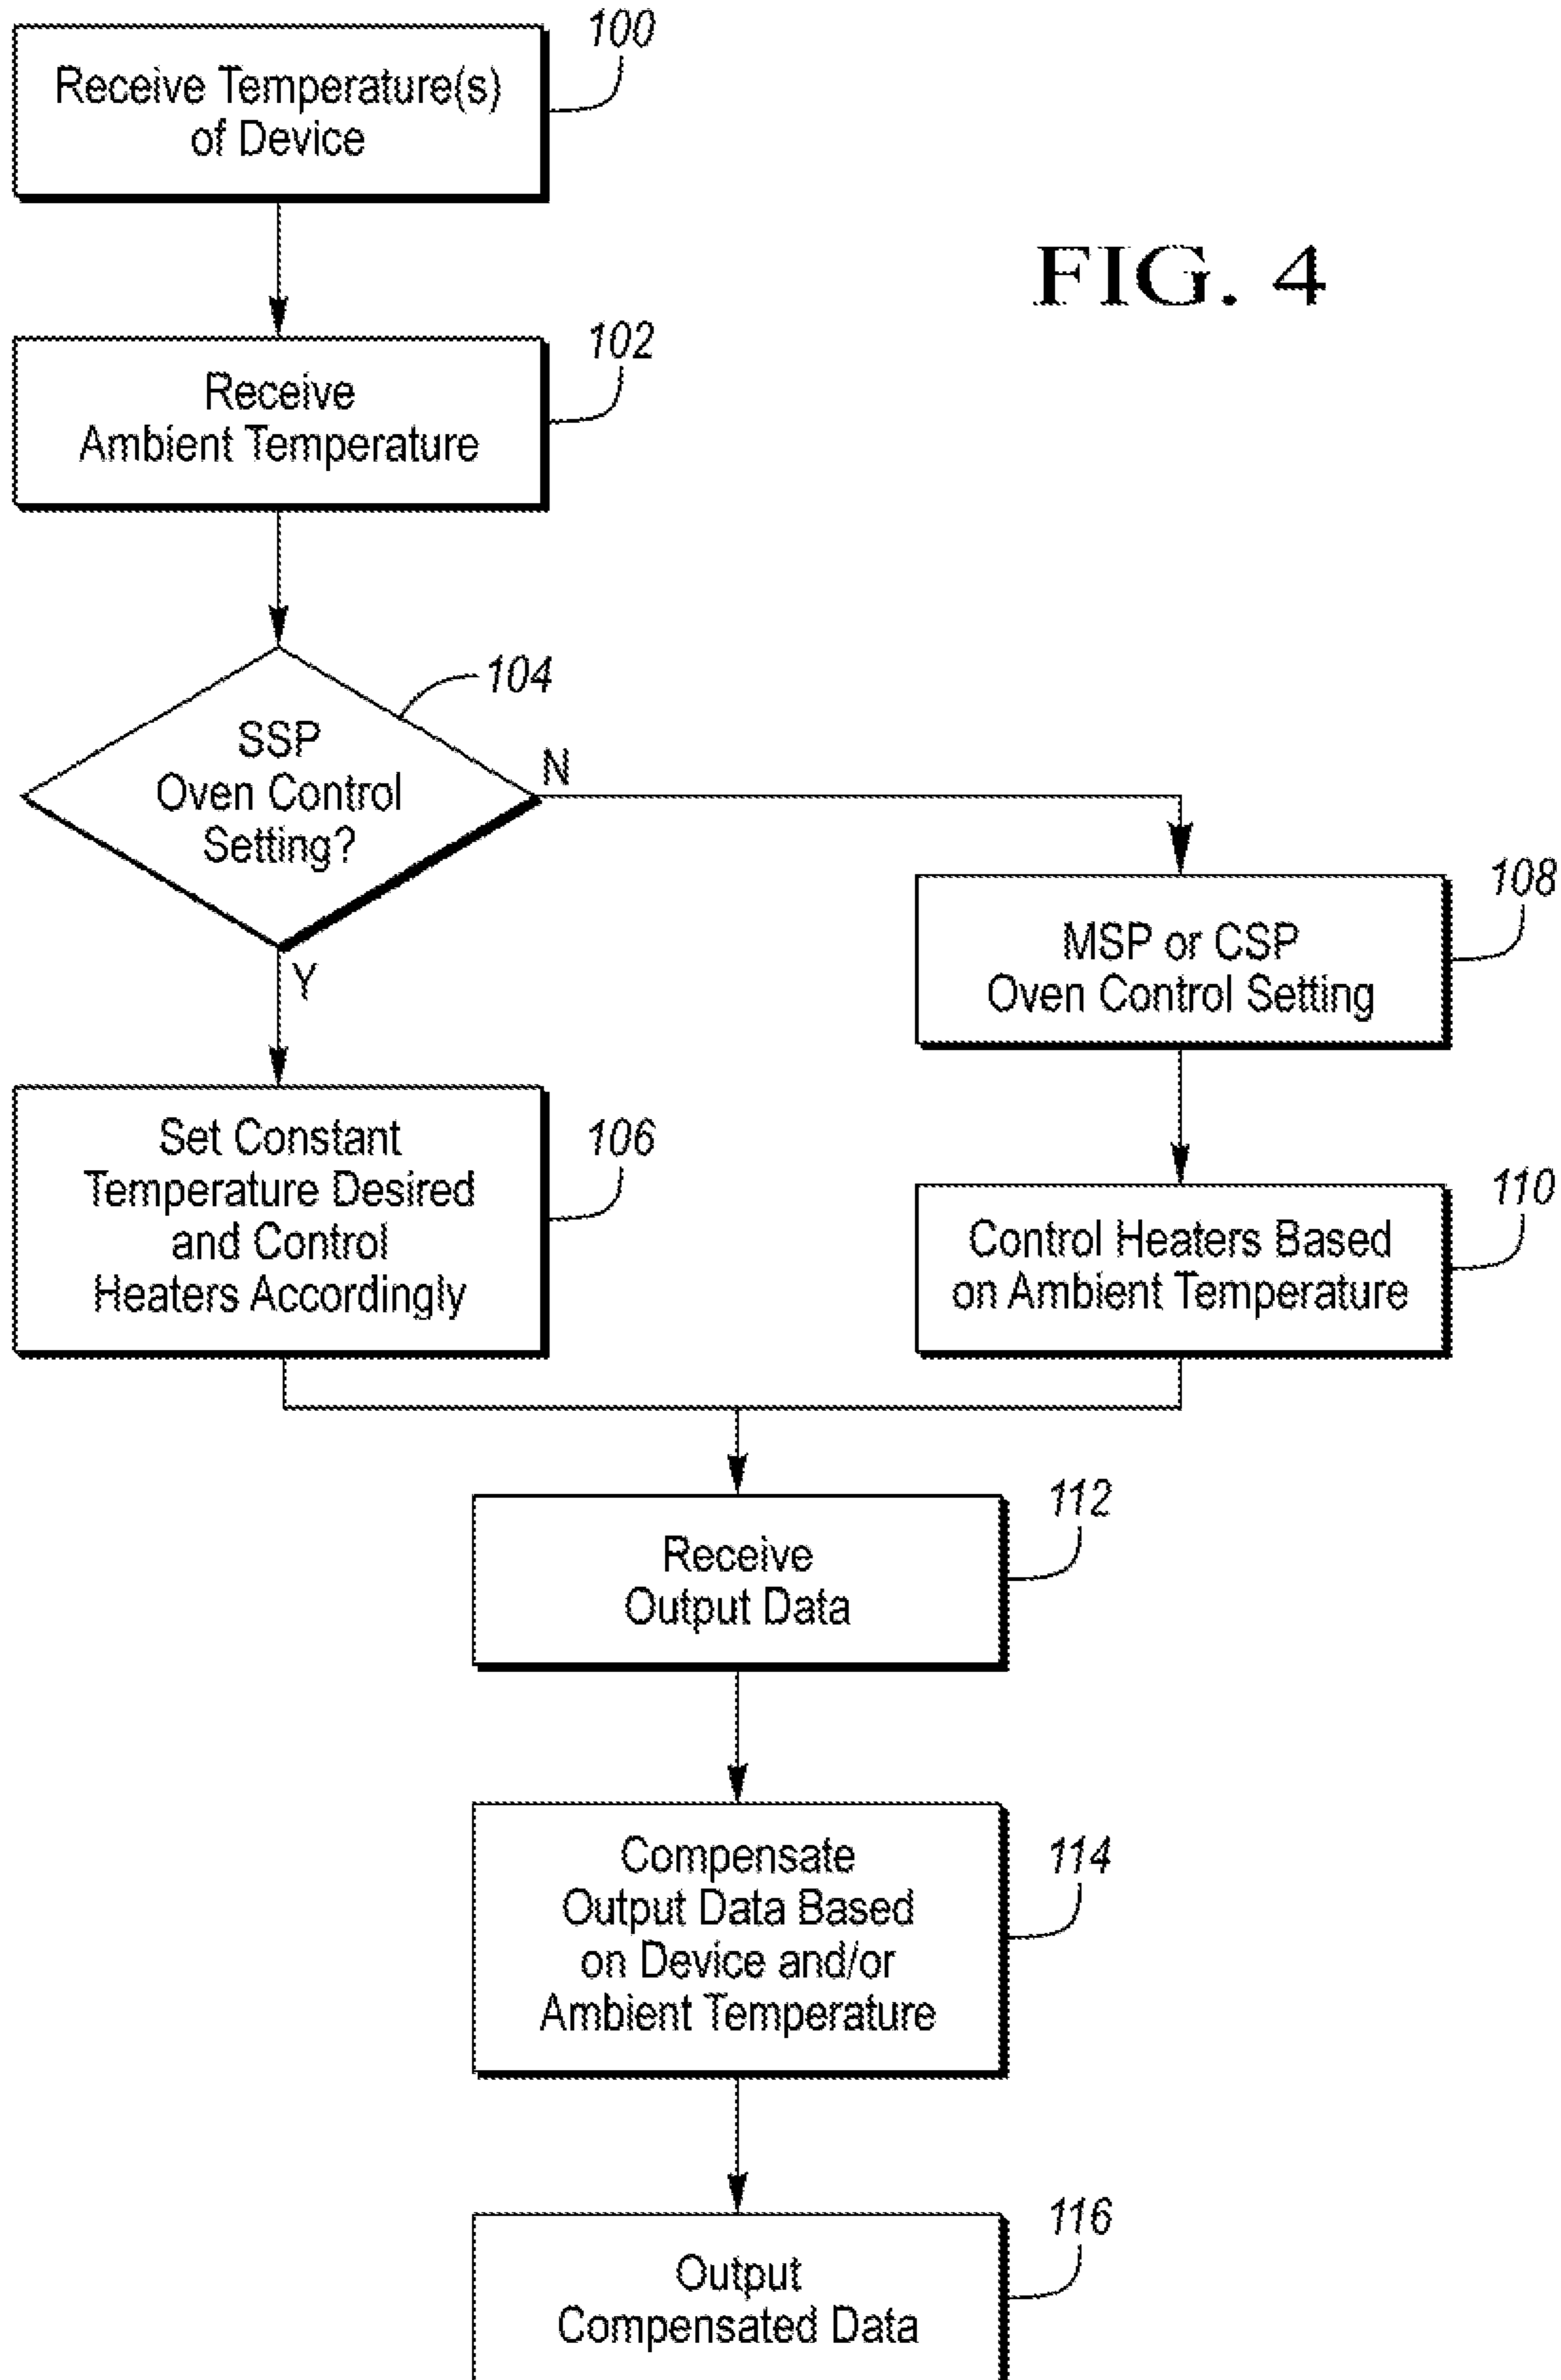 100
Receive Temperature(s)
of Device
FIG. 4
102
Receive
Ambient Temperature
104
SSP
Oven Control
Setting?
N
Y
108
MSP or CSP
Oven Control Setting
106
Set Constant
Temperature Desired
and Control
Heaters Accordingly
110
Control Heaters Based
on Ambient Temperature
112
Receive
Output Data
114
Compensate
Output Data Based
on Device and/or
Ambient Temperature
116
Output
Compensated Data